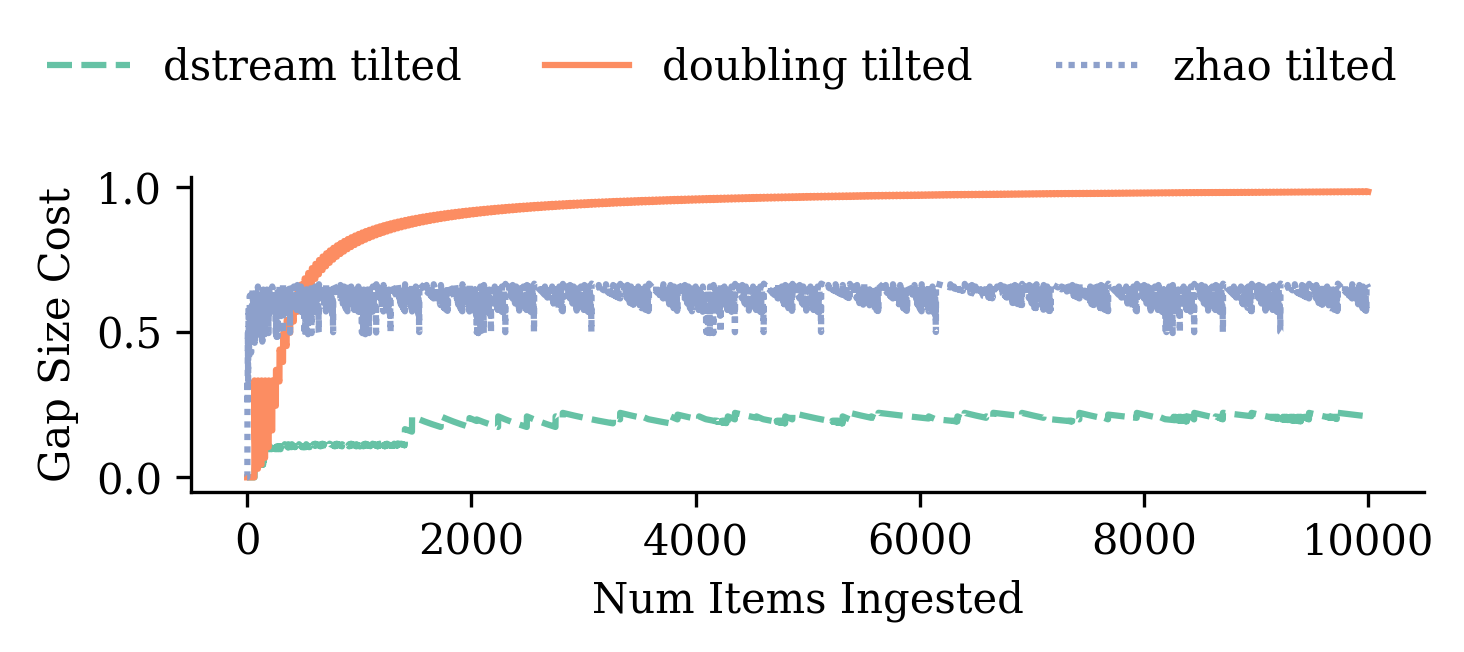 dstream tilted doubling tilted zhao tilted
Gap Size Cost
1.0
0.5
0.0
0 2000 4000 6000 8000 10000
Num Items Ingested